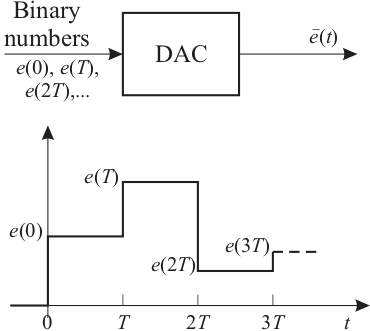 Binary
numbers
e(0), e(T),
e(2T),...
DAC
ē(t)
e(T)
e(0)
e(3T)
e(2T)
0 T 2T 3T t